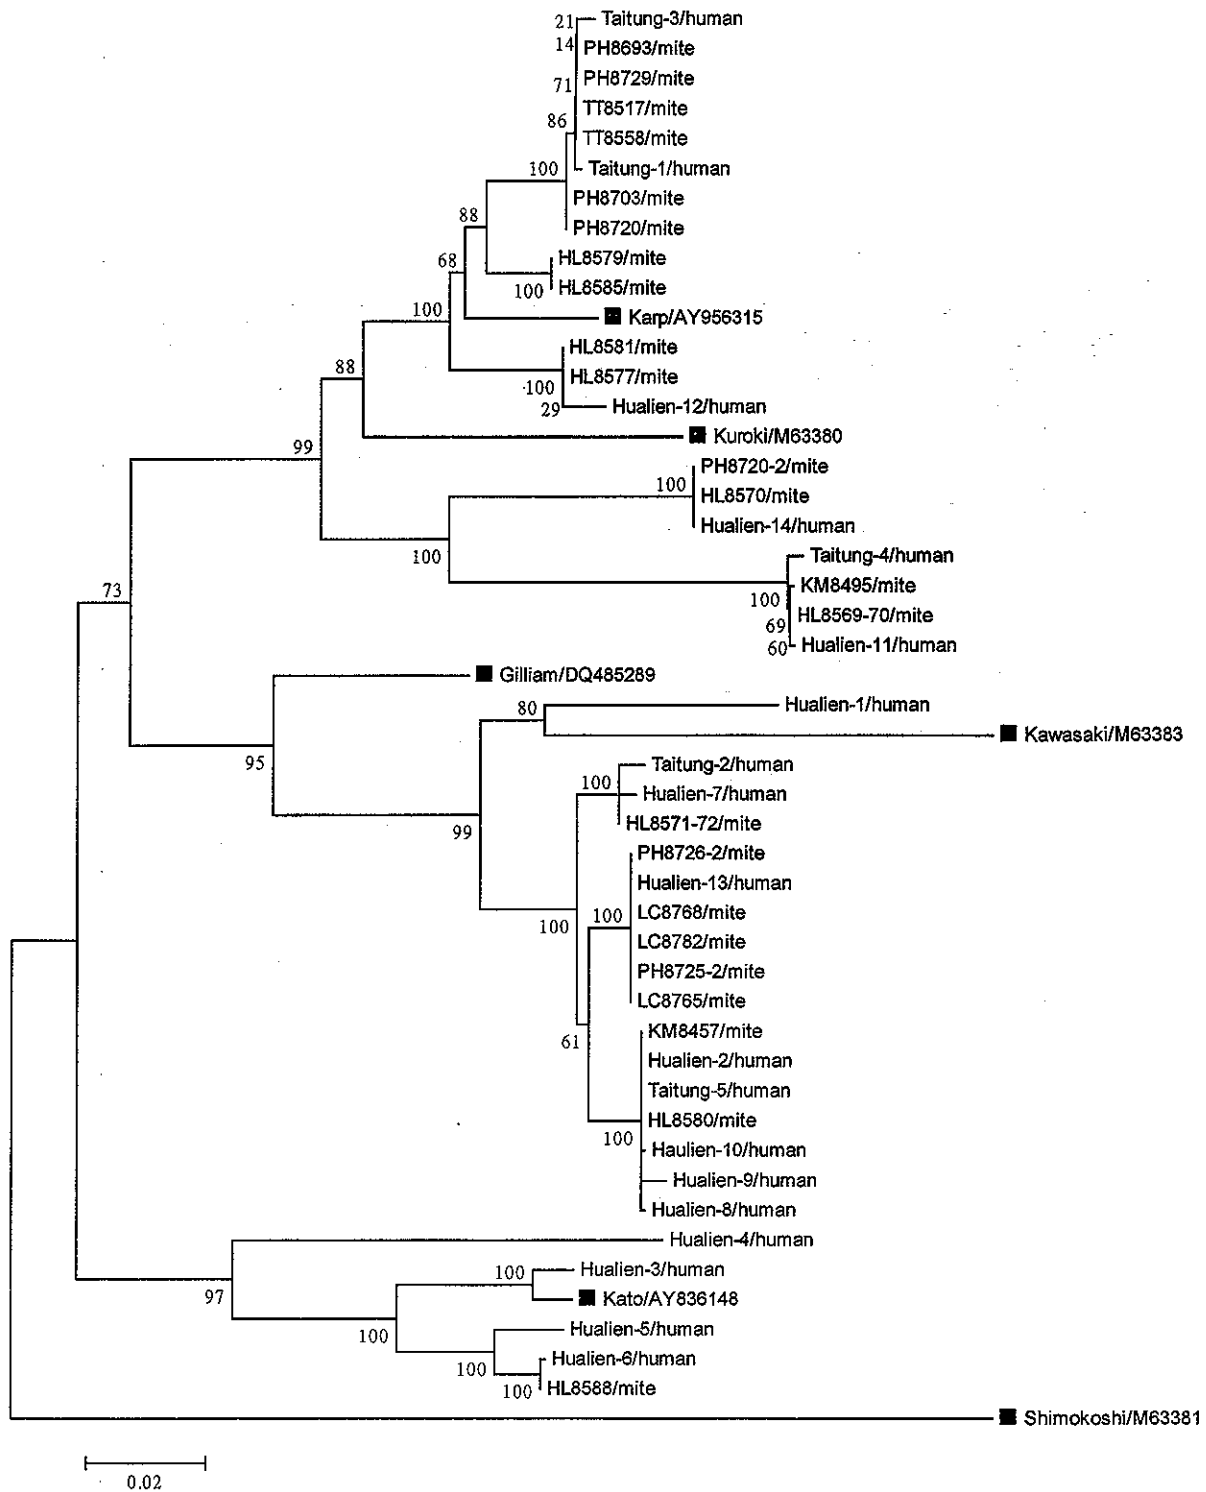 21 Taitung-3/human
14 PH8693/mite
PH8729/mite
71
TT8517/mite
86
TT8558/mite
100 Taitung-1/human
PH8703/mite
88 PH8720/mite
68 HL8579/mite
100 HL8585/mite
100 Karp/AY956315
HL8581/mite
88 100 HL8577/mite
29 Hualien-12/human
99 Kuroki/M63380
PH8720-2/mite
100 HL8570/mite
Hualien-14/human
100 Taitung-4/human
73 KM8495/mite
100
HL8569-70/mite
69
60 Hualien-11/human
Gilliam/DQ485289
80 Hualien-1/human
Kawasaki/M63383
95 Taitung-2/human
100 Hualien-7/human
99 HL8571-72/mite
PH8726-2/mite
Hualien-13/human
100 100 LC8768/mite
LC8782/mite
PH8725-2/mite
LC8765/mite
61 KM8457/mite
Hualien-2/human
Taitung-5/human
HL8580/mite
100 Haulien-10/human
Hualien-9/human
Hualien-8/human
Hualien-4/human
100 Hualien-3/human
97 Kato/AY836148
100 Hualien-5/human
100 Hualien-6/human
100 HL8588/mite
Shimokoshi/M63381
0.02